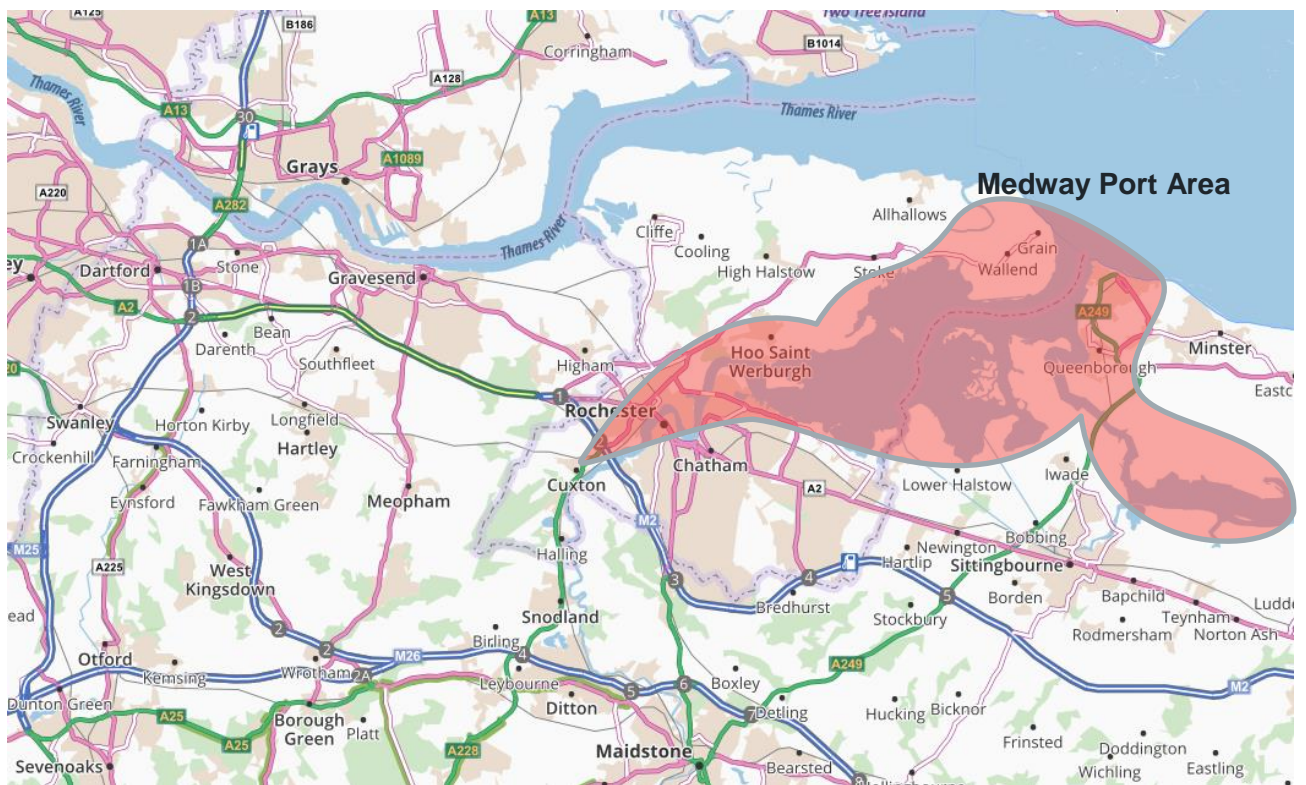 A125
B186
A13
Two Tree Island
B1014
Corringham
A128
Thames River
A13
30
Thames River
Grays
A1089
Medway Port Area
A220
A282
Allhallows
Cliffe
Cooling
Grain
Wallend
1A
Stone
Thames River
High Halstow
Stoke
ey
Dartford
Gravesend
1B
A2
2
A249
Bean
Darenth
Southfleet
Higham
Hoo Saint
Werburgh
Minster
Queenborough
20
1
Rochester
Eastc
Swanley
Longfield
Horton Kirby
Hartley
2
Crockenhill
Farningham
Chatham
Cuxton
Iwade
Lower Halstow
Eynsford
Fawkham Green
Meopham
A2
M2
Bobbing
M25
Halling
Newington
Hartlip
Sittingbourne
A225
West
Kingsdown
3
4
5
Bredhurst
Borden
Bapchild
Snodland
Stockbury
Teynham
Ludde
ead
Rodmersham
Norton Ash
2
Birling
2
4
Otford
Wrotham
M26
A249
Kemsing
2A
Leybourne
Boxley
M2
Dunton Green
5
6
Ditton
Borough
Green
Platt
Detling
7
Hucking
Bicknor
A25
A25
A228
Frinsted
Doddington
Maidstone
Sevenoaks
Bearsted
Wichling
Eastling
8